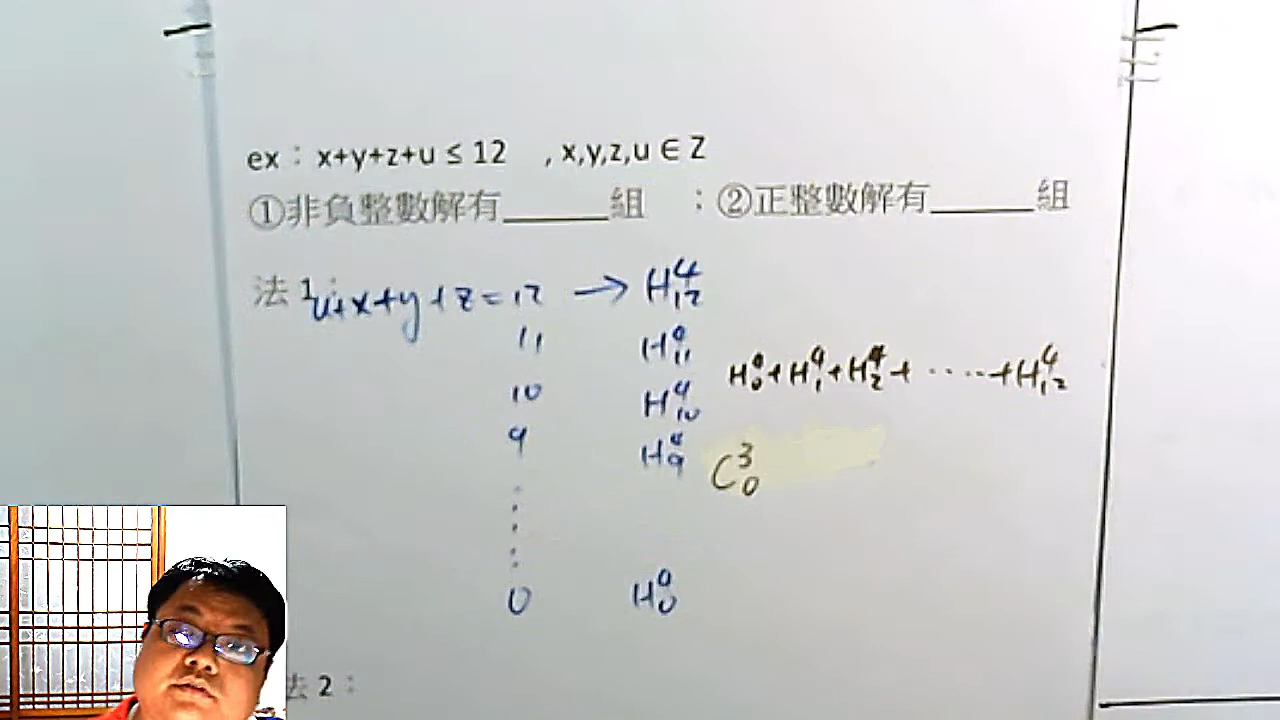 ex：x+y+z+u ≤ 12 , x,y,z,u ∈ Z
①非負整數解有______組 ；②正整數解有______組
法 1：
u+x+y+z=12 → H⁴₁₂
11 H⁴₁₁
10 H⁴₁₀
9 H⁴₉
H⁴₀+H⁴₁+H⁴₂+ ····· +H⁴₁₂
C³₀
0 H⁴₀
法 2：